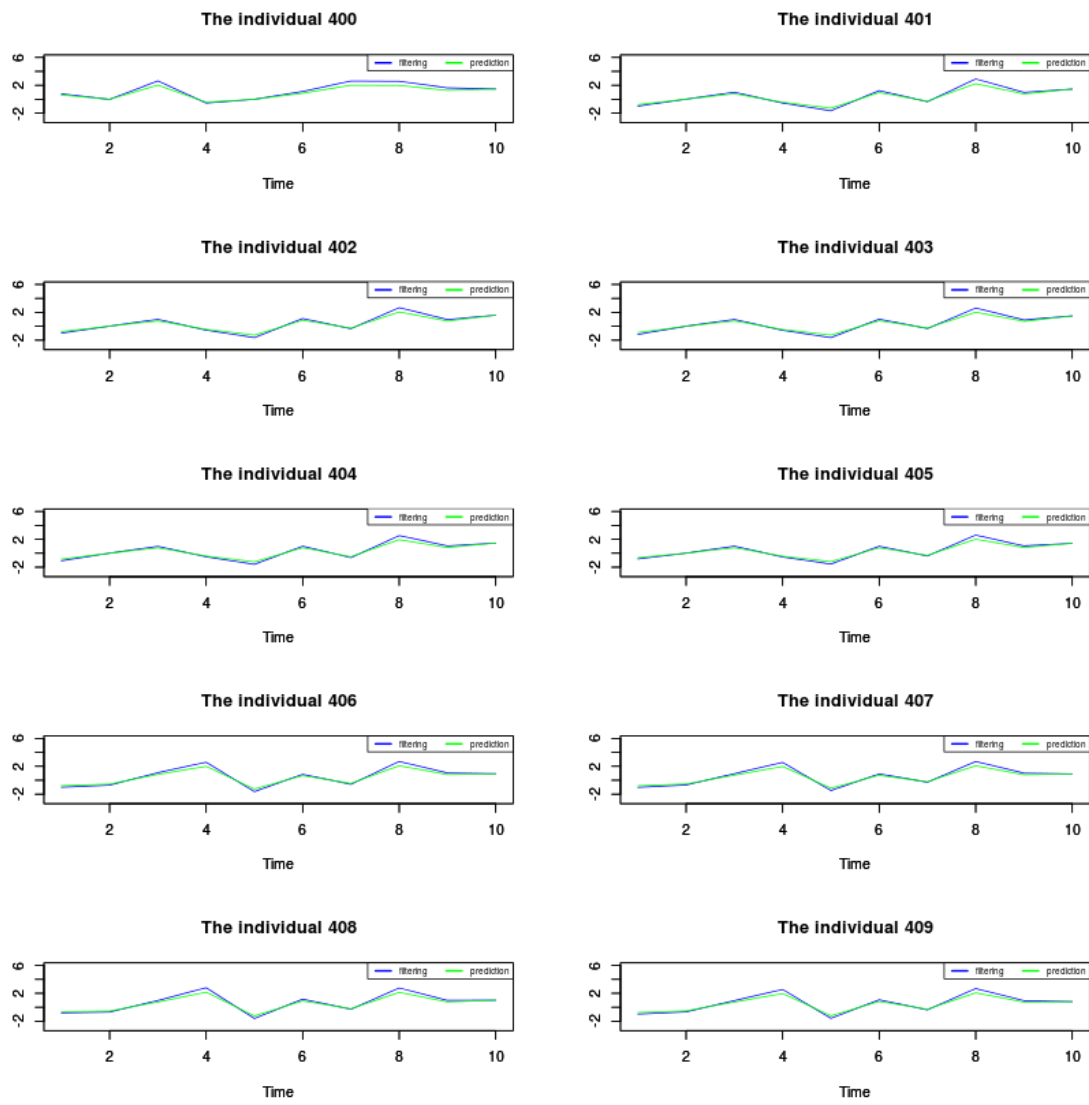 The individual 400
The individual 401
6
2
-2
filtering prediction
6
2
-2
filtering prediction
2 4 6 8 10
2 4 6 8 10
Time
Time
The individual 402
The individual 403
6
2
-2
filtering prediction
6
2
-2
filtering prediction
2 4 6 8 10
2 4 6 8 10
Time
Time
The individual 404
The individual 405
6
2
-2
filtering prediction
6
2
-2
filtering prediction
2 4 6 8 10
2 4 6 8 10
Time
Time
The individual 406
The individual 407
6
2
-2
filtering prediction
6
2
-2
filtering prediction
2 4 6 8 10
2 4 6 8 10
Time
Time
The individual 408
The individual 409
6
2
-2
filtering prediction
6
2
-2
filtering prediction
2 4 6 8 10
2 4 6 8 10
Time
Time